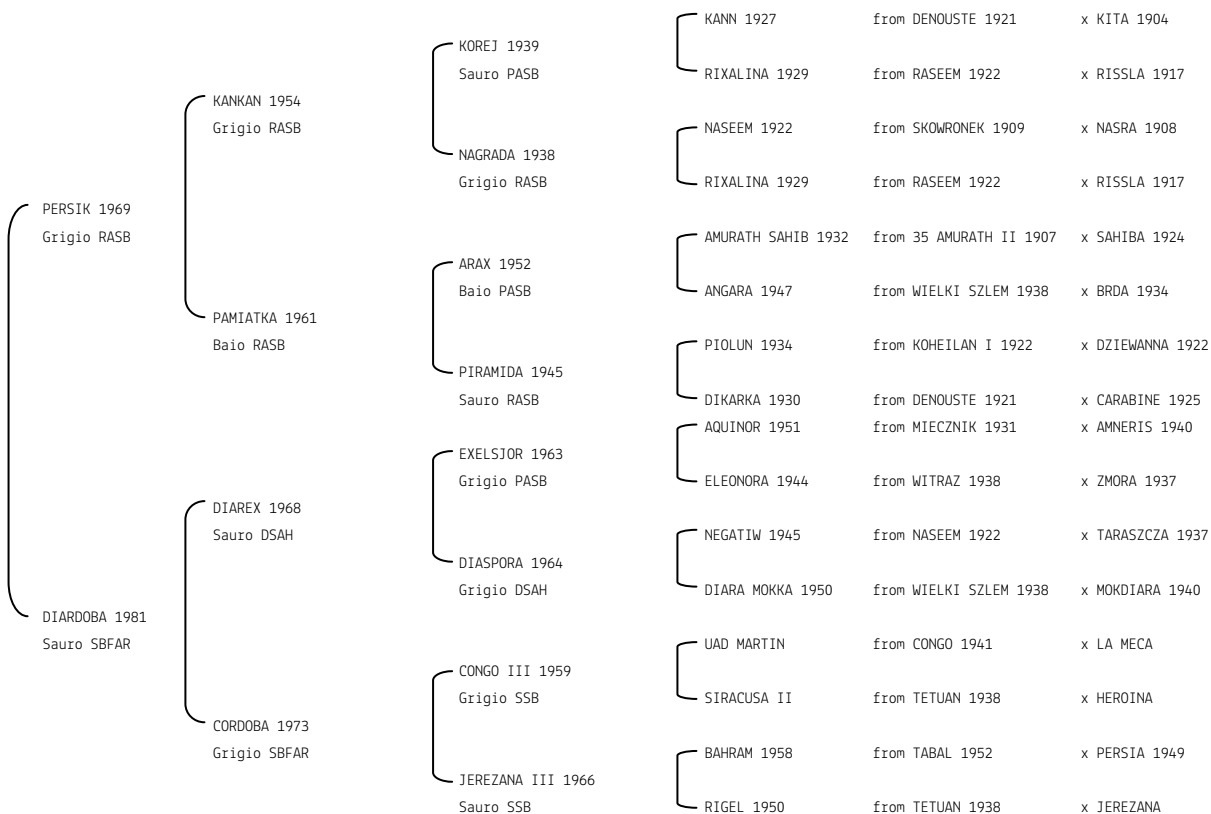 KANN 1927 from DENOUSTE 1921 x KITA 1904
KOREJ 1939
Sauro PASB RIXALINA 1929 from RASEEM 1922 x RISSLA 1917
KANKAN 1954
Grigio RASB NASEEM 1922 from SKOWRONEK 1909 x NASRA 1908
NAGRADA 1938
Grigio RASB RIXALINA 1929 from RASEEM 1922 x RISSLA 1917
PERSIK 1969
Grigio RASB AMURATH SAHIB 1932 from 35 AMURATH II 1907 x SAHIBA 1924
ARAX 1952
Baio PASB ANGARA 1947 from WIELKI SZLEM 1938 x BRDA 1934
PAMIATKA 1961
Baio RASB PIOLUN 1934 from KOHEILAN I 1922 x DZIEWANNA 1922
PIRAMIDA 1945
Sauro RASB DIKARKA 1930 from DENOUSTE 1921 x CARABINE 1925
AQUINOR 1951 from MIECZNIK 1931 x AMNERIS 1940
EXELSJOR 1963
Grigio PASB ELEONORA 1944 from WITRAZ 1938 x ZMORA 1937
DIAREX 1968
Sauro DSAH NEGATIW 1945 from NASEEM 1922 x TARASZCZA 1937
DIASPORA 1964
Grigio DSAH DIARA MOKKA 1950 from WIELKI SZLEM 1938 x MOKDIARA 1940
DIARDOBA 1981
Sauro SBFAR UAD MARTIN from CONGO 1941 x LA MECA
CONGO III 1959
Grigio SSB SIRACUSA II from TETUAN 1938 x HEROINA
CORDOBA 1973
Grigio SBFAR BAHRAM 1958 from TABAL 1952 x PERSIA 1949
JEREZANA III 1966
Sauro SSB RIGEL 1950 from TETUAN 1938 x JEREZANA